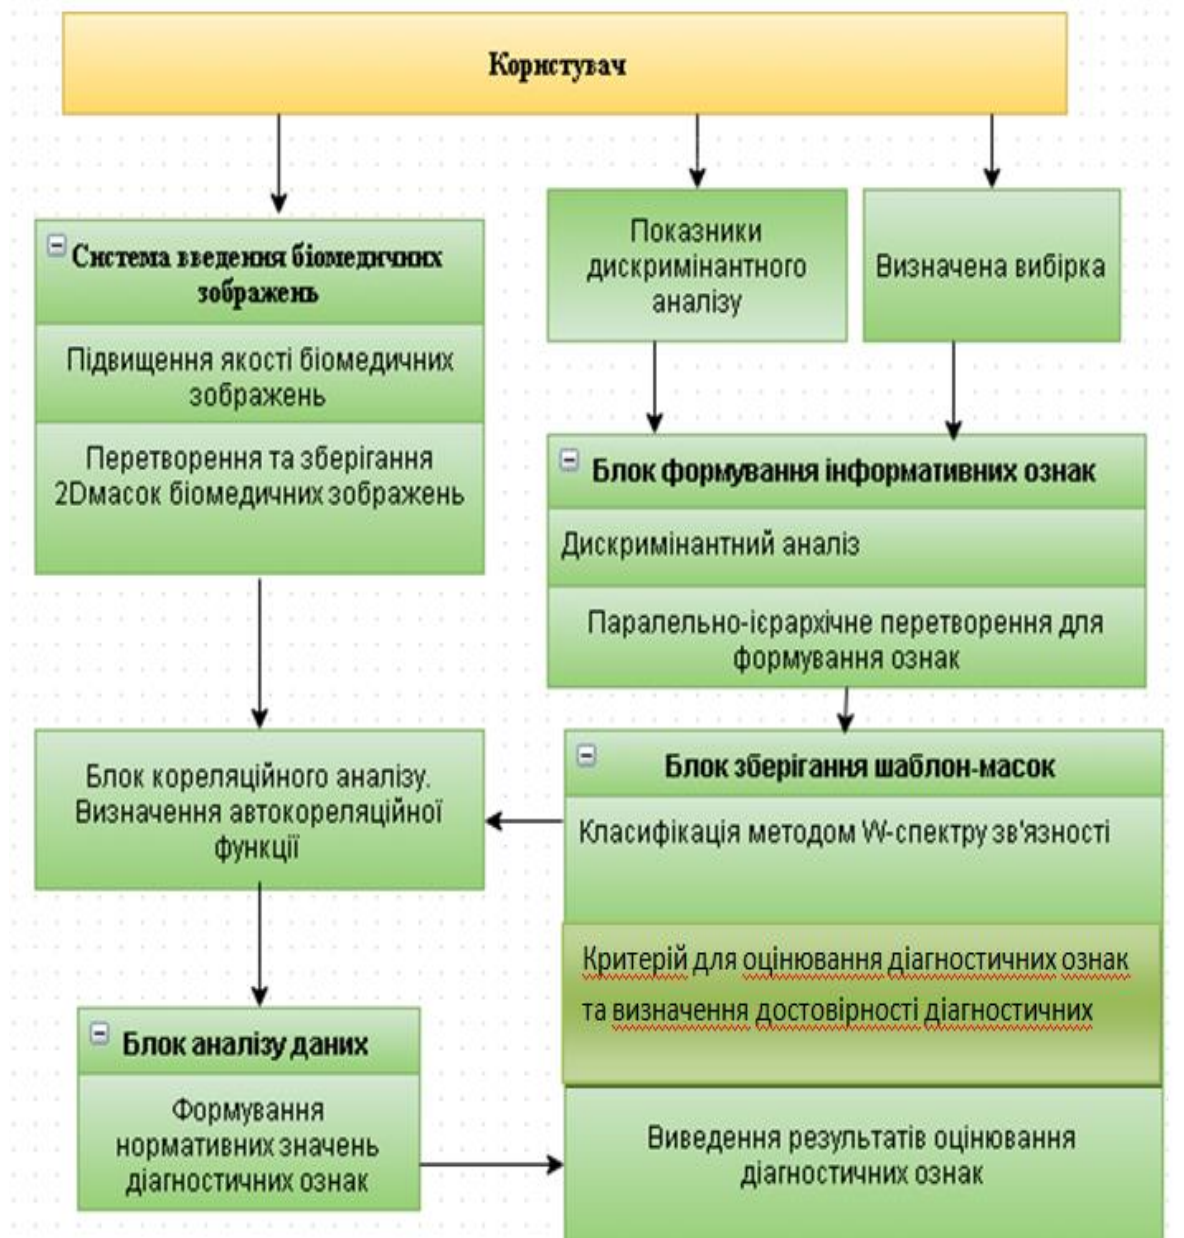 Користувач
Система введення біомедичних
зображень
Підвищення якості біомедичних
зображень
Перетворення та зберігання
2Dмасок біомедичних зображень
Показники
дискримінантного
аналізу
Визначена вибірка
Блок формування інформативних ознак
Дискримінантний аналіз
Паралельно-ієрархічне перетворення для
формування ознак
Блок кореляційного аналізу.
Визначення автокореляційної
функції
Блок зберігання шаблон-масок
Класифікація методом W-спектру зв'язності
Критерій для оцінювання діагностичних ознак
та визначення достовірності діагностичних
Блок аналізу даних
Формування
нормативних значень
діагностичних ознак
Виведення результатів оцінювання
діагностичних ознак